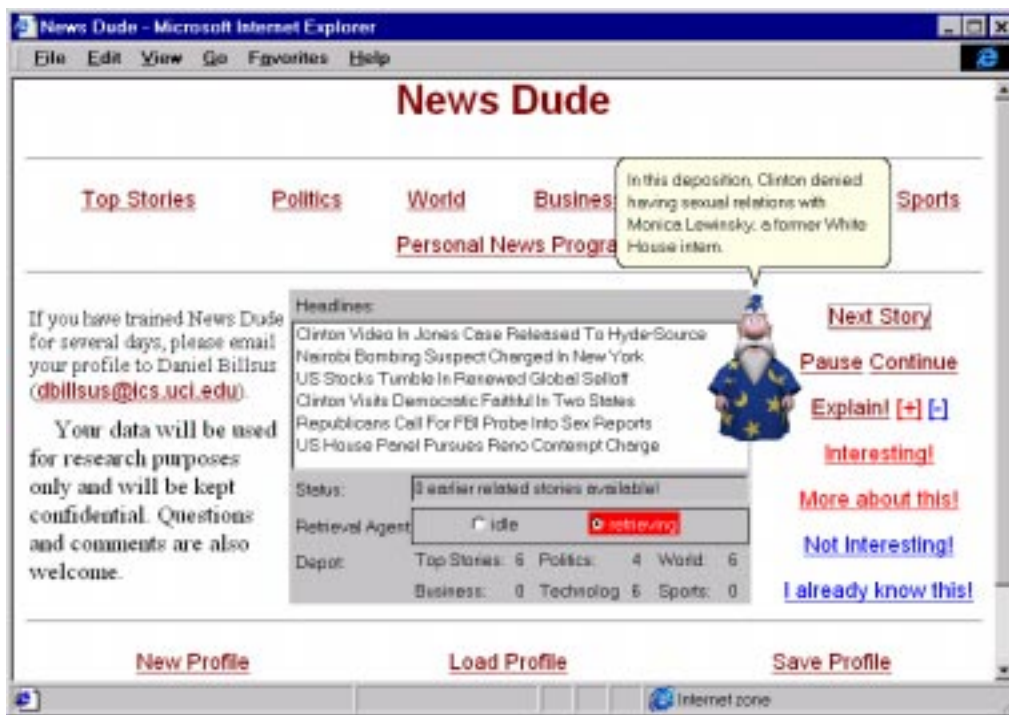 News Dude - Microsoft Internet Explorer
File Edit View Go Favorites Help
News Dude
Top Stories Politics World Busines Sports
Personal News Progra
In this deposition, Clinton denied
having sexual relations with
Monica Lewinsky, a former White
House intern.
If you have trained News Dude
for several days, please email
your profile to Daniel Billsus
(dbillsus@ics.uci.edu).
Your data will be used
for research purposes
only and will be kept
confidential. Questions
and comments are also
welcome.
Headlines:
Clinton Video In Jones Case Released To Hyde-Source
Nairobi Bombing Suspect Charged In New York
US Stocks Tumble In Renewed Global Selloff
Clinton Visits Democratic Faithful In Two States
Republicans Call For FBI Probe Into Sex Reports
US House Panel Pursues Reno Contempt Charge
Status: 0 earlier related stories available!
Retrieval Agent idle retrieving
Depot: Top Stories: 6 Politics: 4 World: 6
Business: 0 Technolog 6 Sports: 0
Next Story
Pause Continue
Explain! [+] [-]
Interesting!
More about this!
Not Interesting!
I already know this!
New Profile Load Profile Save Profile
Internet zone